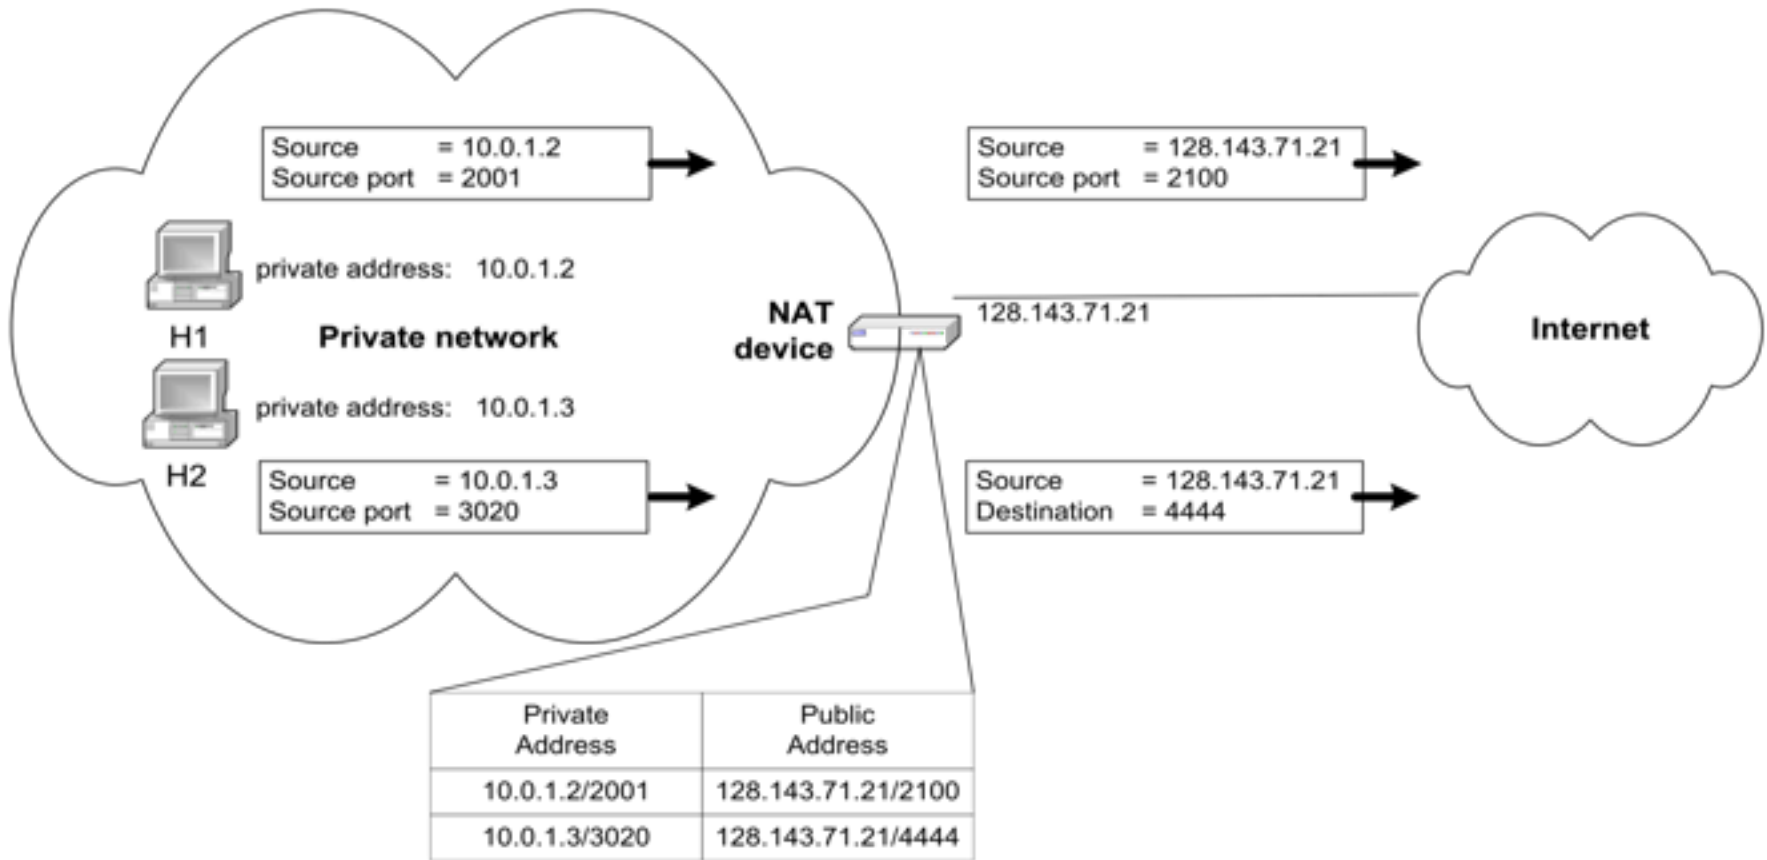 Source = 10.0.1.2
Source port = 2001
Source = 128.143.71.21
Source port = 2100
private address: 10.0.1.2
H1
Private network
NAT
device
128.143.71.21
Internet
private address: 10.0.1.3
H2
Source = 10.0.1.3
Source port = 3020
Source = 128.143.71.21
Destination = 4444
Private Address
Public Address
10.0.1.2/2001 128.143.71.21/2100
10.0.1.3/3020 128.143.71.21/4444